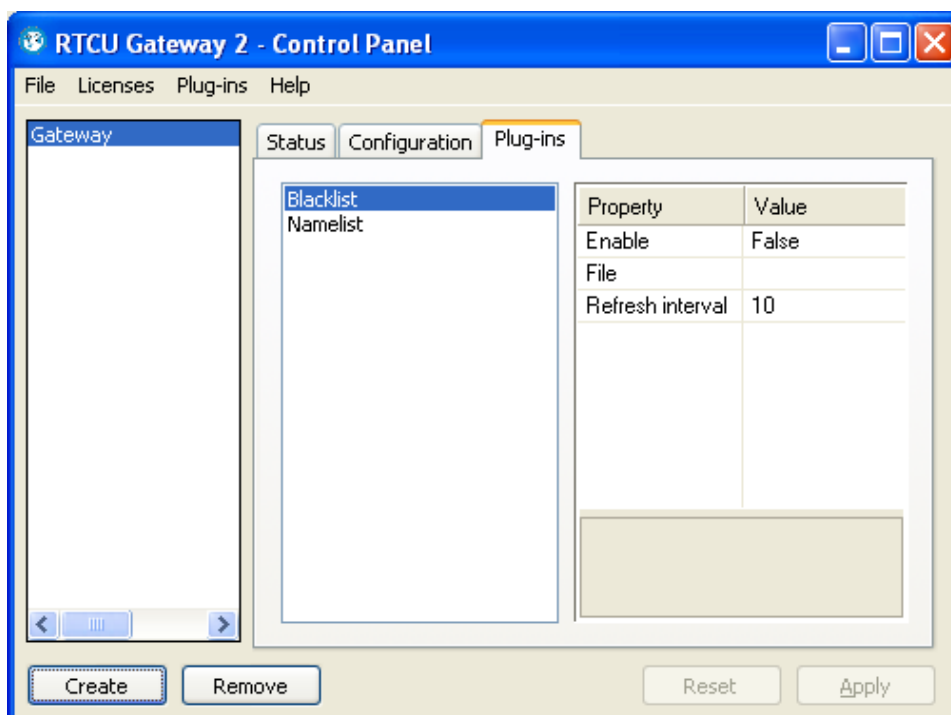 RTCU Gateway 2 - Control Panel
File Licenses Plug-ins Help
Gateway
Status Configuration Plug-ins
Blacklist
Namelist
Property Value
Enable False
File
Refresh interval 10
Create Remove Reset Apply